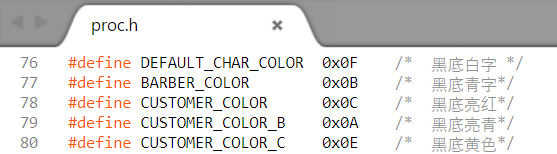 proc.h
76 #define DEFAULT_CHAR_COLOR 0x0F /* 黑底白字 */
77 #define BARBER_COLOR 0x0B /* 黑底青字*/
78 #define CUSTOMER_COLOR 0x0C /* 黑底亮红*/
79 #define CUSTOMER_COLOR_B 0x0A /* 黑底亮青*/
80 #define CUSTOMER_COLOR_C 0x0E /* 黑底黄色*/